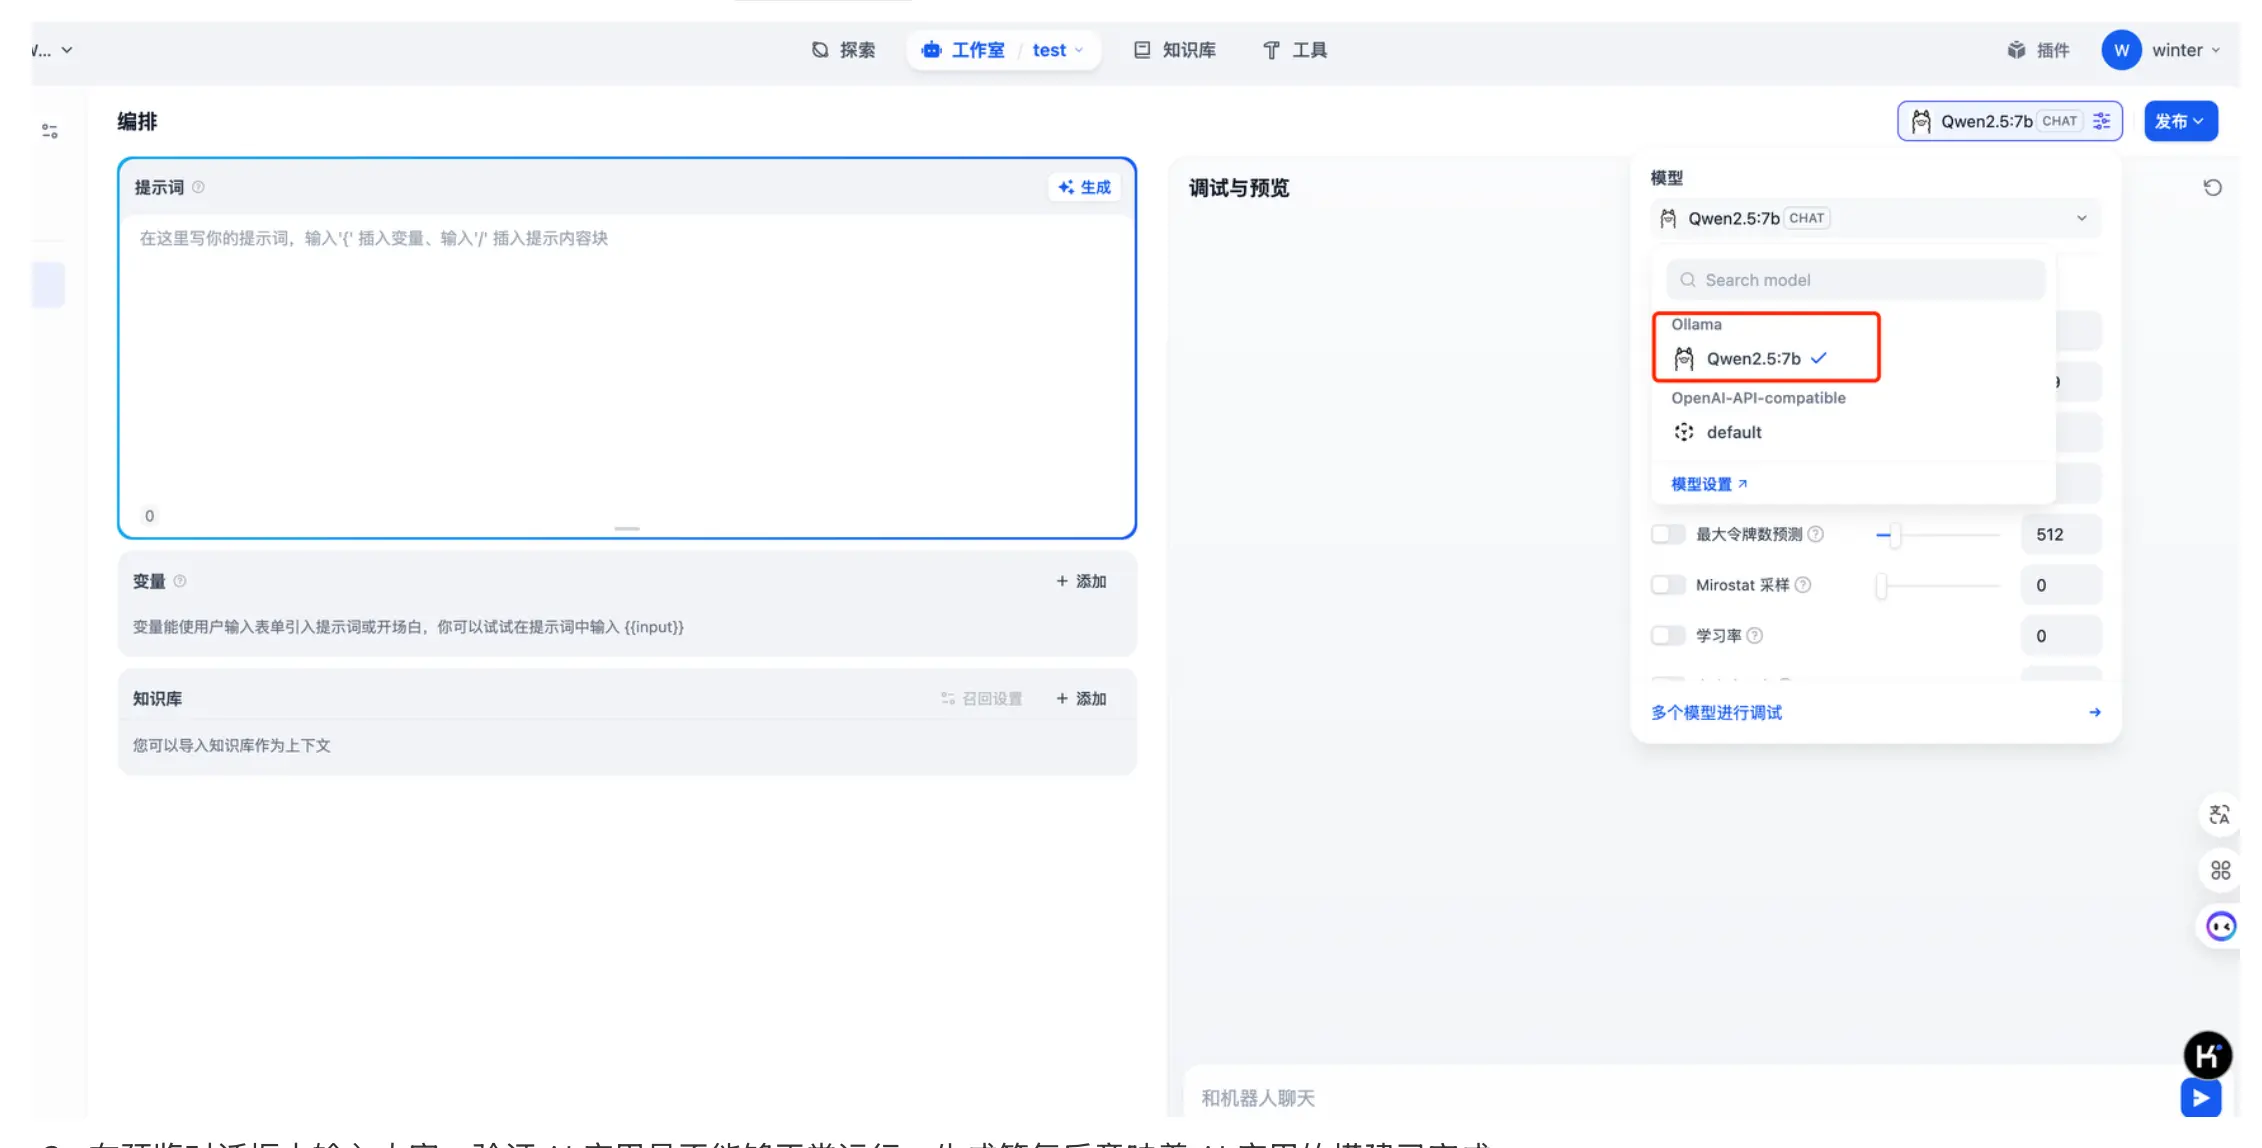 探索
工作室 / test
知识库
工具
插件
W winter
编排
Qwen2.5:7b CHAT
发布
提示词
生成
在这里写你的提示词，输入'{' 插入变量、输入'/' 插入提示内容块
0
变量
+ 添加
变量能使用户输入表单引入提示词或开场白，你可以试试在提示词中输入 {{input}}
知识库
召回设置
+ 添加
您可以导入知识库作为上下文
调试与预览
模型
Qwen2.5:7b CHAT
Search model
Ollama
Qwen2.5:7b
OpenAI-API-compatible
default
模型设置
最大令牌数预测 512
Mirostat 采样 0
学习率 0
多个模型进行调试
和机器人聊天